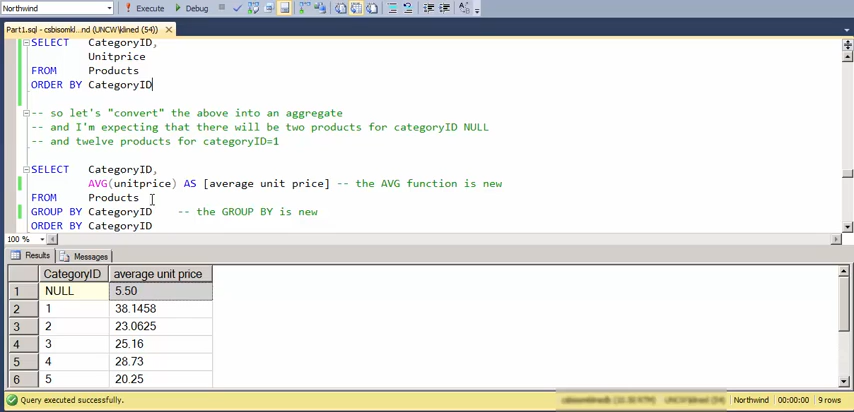 Northwind Execute Debug
Part1.sql - csbisomkl...nd (UNCW\klined (54))
SELECT CategoryID,
Unitprice
FROM Products
ORDER BY CategoryID
-- so let's "convert" the above into an aggregate
-- and I'm expecting that there will be two products for categoryID NULL
-- and twelve products for categoryID=1
SELECT CategoryID,
AVG(unitprice) AS [average unit price] -- the AVG function is new
FROM Products
GROUP BY CategoryID -- the GROUP BY is new
ORDER BY CategoryID
100 %
Results Messages
CategoryID average unit price
1 NULL 5.50
2 1 38.1458
3 2 23.0625
4 3 25.16
5 4 28.73
6 5 20.25
Query executed successfully. Northwind 00:00:00 9 rows